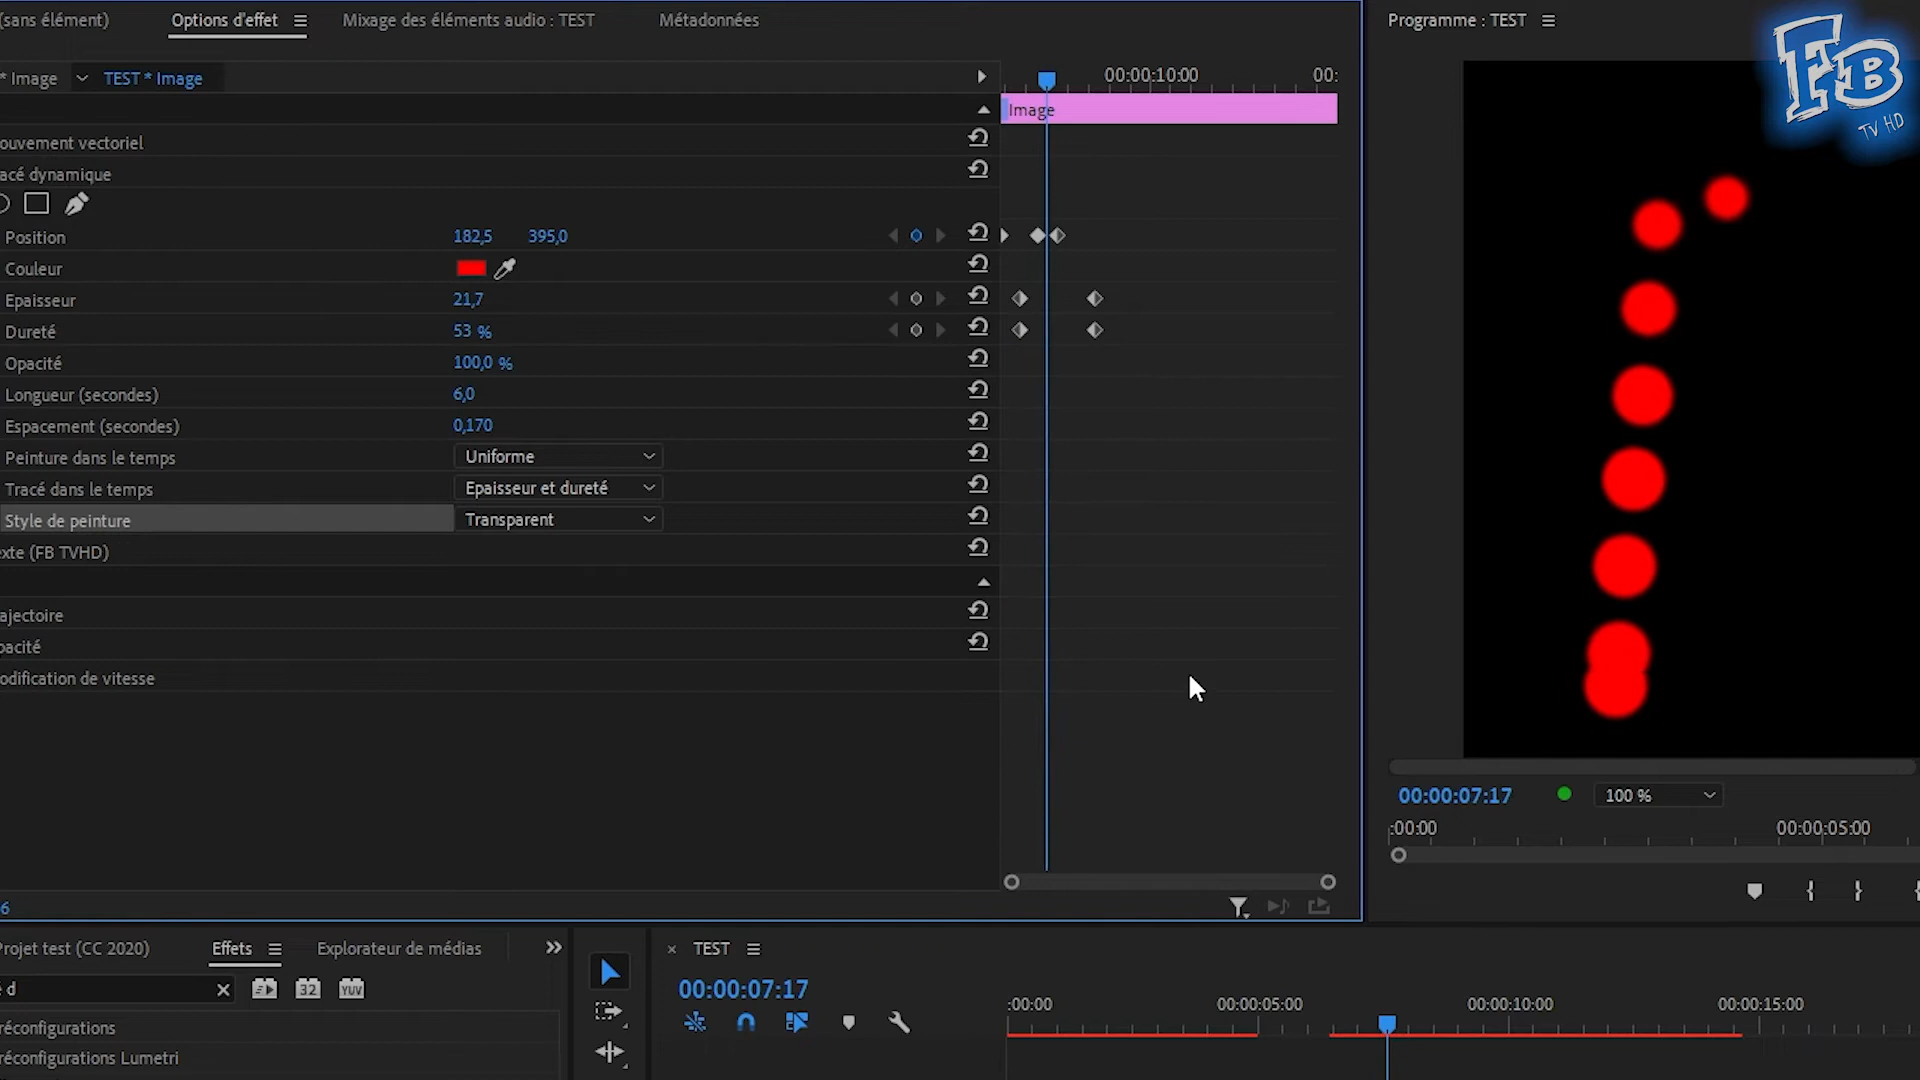 (sans élément)
Options d'effet
Mixage des éléments audio : TEST
Métadonnées
Programme : TEST
FB
TV HD
* Image
TEST * Image
00:00:10:00
00:
Image
ouvement vectoriel
acé dynamique
Position
182,5
395,0
Couleur
Epaisseur
21,7
Dureté
53 %
Opacité
100,0 %
Longueur (secondes)
6,0
Espacement (secondes)
0,170
Peinture dans le temps
Uniforme
Tracé dans le temps
Epaisseur et dureté
Style de peinture
Transparent
exte (FB TVHD)
ajectoire
pacité
odification de vitesse
00:00:07:17
100 %
:00:00
00:00:05:00
6
Projet test (CC 2020)
Effets
Explorateur de médias
TEST
d
32
YUV
00:00:07:17
:00:00
00:00:05:00
00:00:10:00
00:00:15:00
réconfigurations
réconfigurations Lumetri